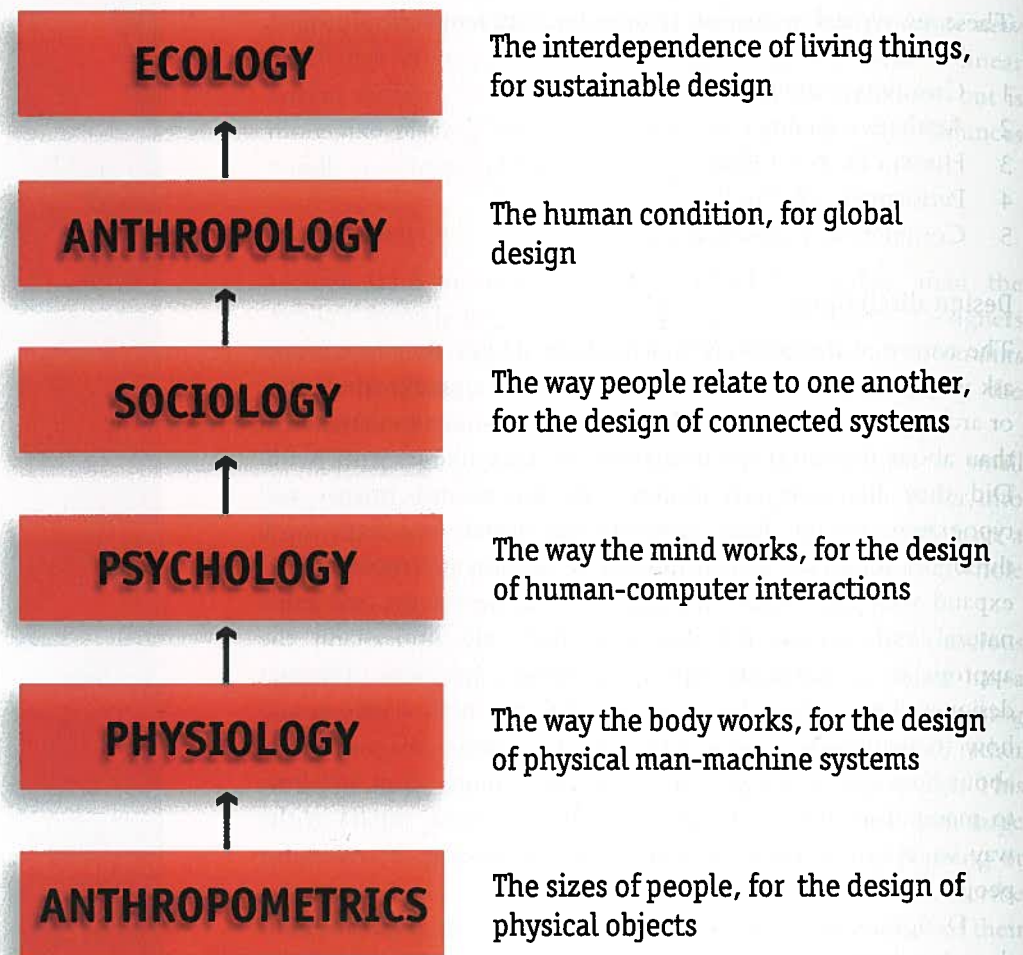 ECOLOGY
The interdependence of living things,
for sustainable design
ANTHROPOLOGY
The human condition, for global
design
SOCIOLOGY
The way people relate to one another,
for the design of connected systems
PSYCHOLOGY
The way the mind works, for the design
of human-computer interactions
PHYSIOLOGY
The way the body works, for the design
of physical man-machine systems
ANTHROPOMETRICS
The sizes of people, for the design of
physical objects